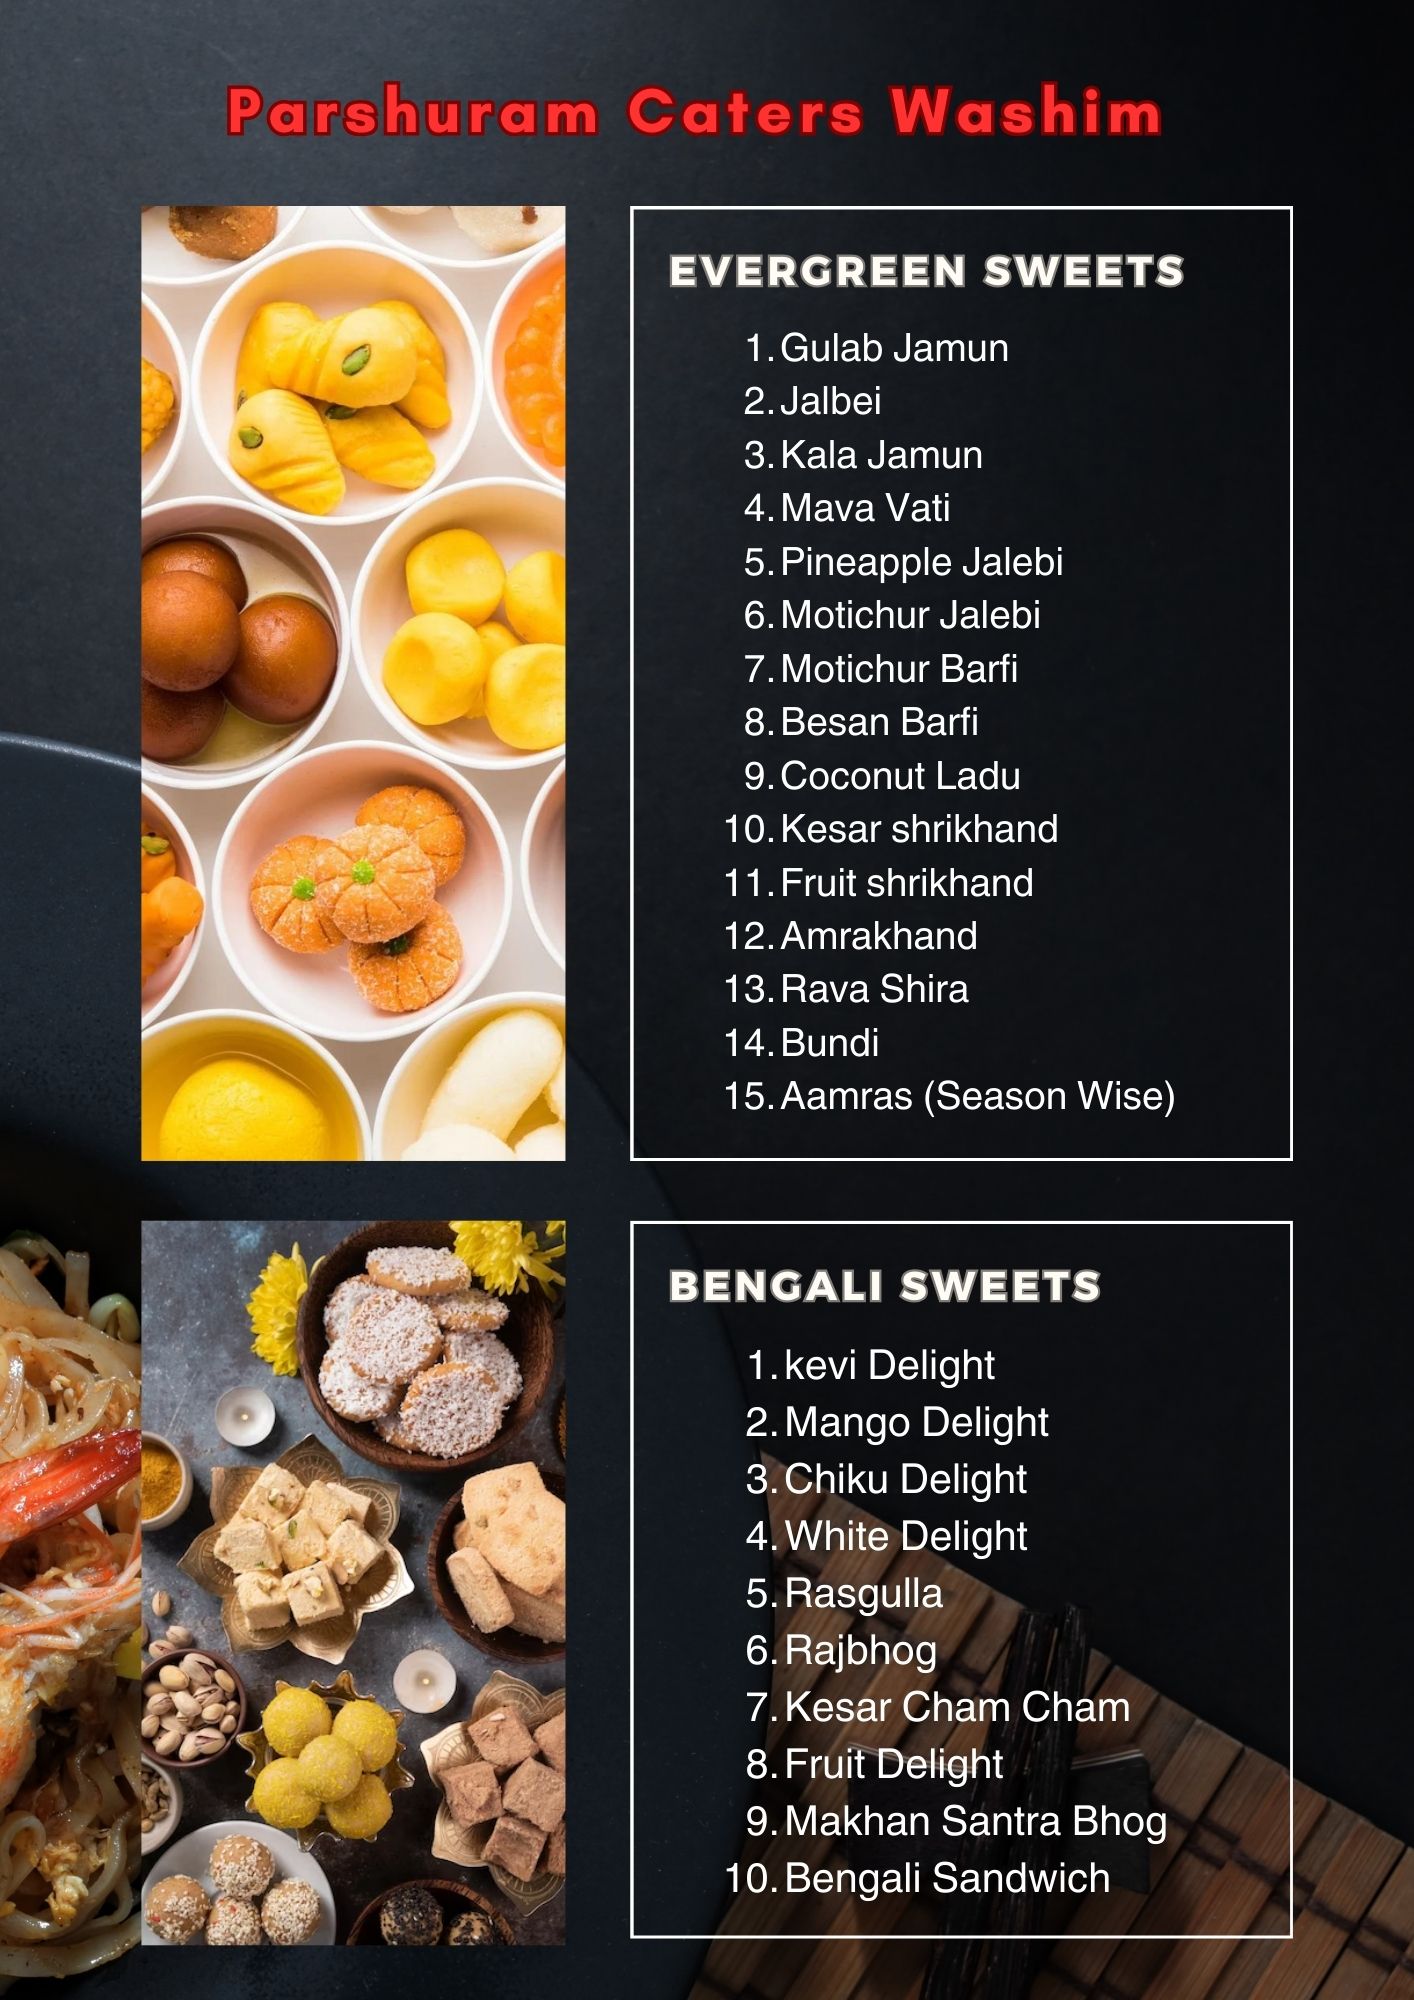 Parshuram Caters Washim
EVERGREEN SWEETS
1. Gulab Jamun
2. Jalbei
3. Kala Jamun
4. Mava Vati
5. Pineapple Jalebi
6. Motichur Jalebi
7. Motichur Barfi
8. Besan Barfi
9. Coconut Ladu
10. Kesar shrikhand
11. Fruit shrikhand
12. Amrakhand
13. Rava Shira
14. Bundi
15. Aamras (Season Wise)
BENGALI SWEETS
1. kevi Delight
2. Mango Delight
3. Chiku Delight
4. White Delight
5. Rasgulla
6. Rajbhog
7. Kesar Cham Cham
8. Fruit Delight
9. Makhan Santra Bhog
10. Bengali Sandwich